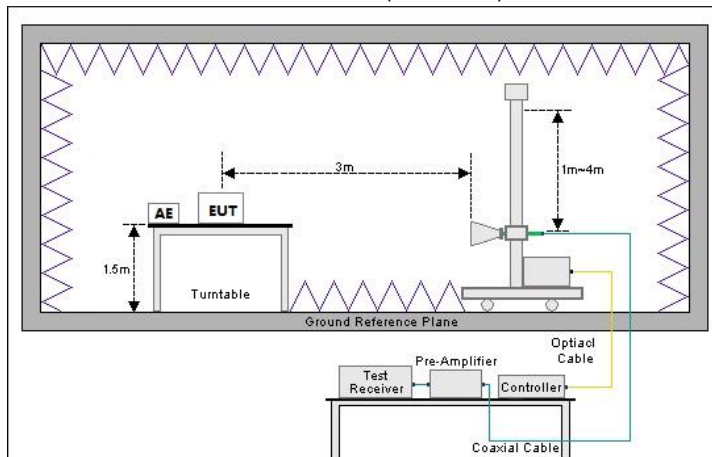 3m
1m~4m
AE
EUT
1.5m
Turntable
Ground Reference Plane
Optiacl
Cable
Pre-Amplifier
Test
Receiver
Controller
Coaxial Cable